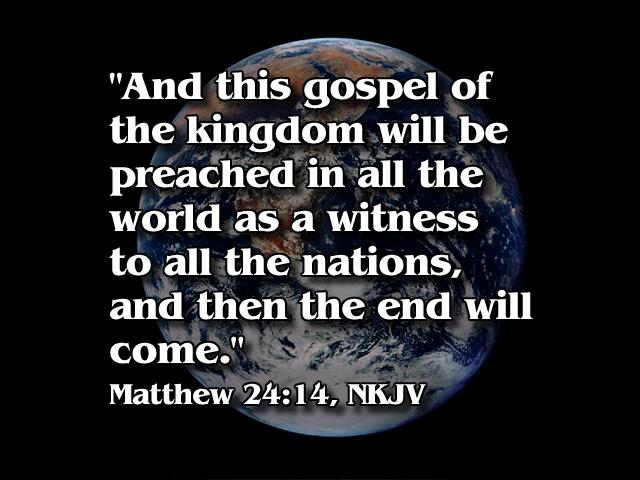 "And this gospel of
the kingdom will be
preached in all the
world as a witness
to all the nations,
and then the end will
come."
Matthew 24:14, NKJV